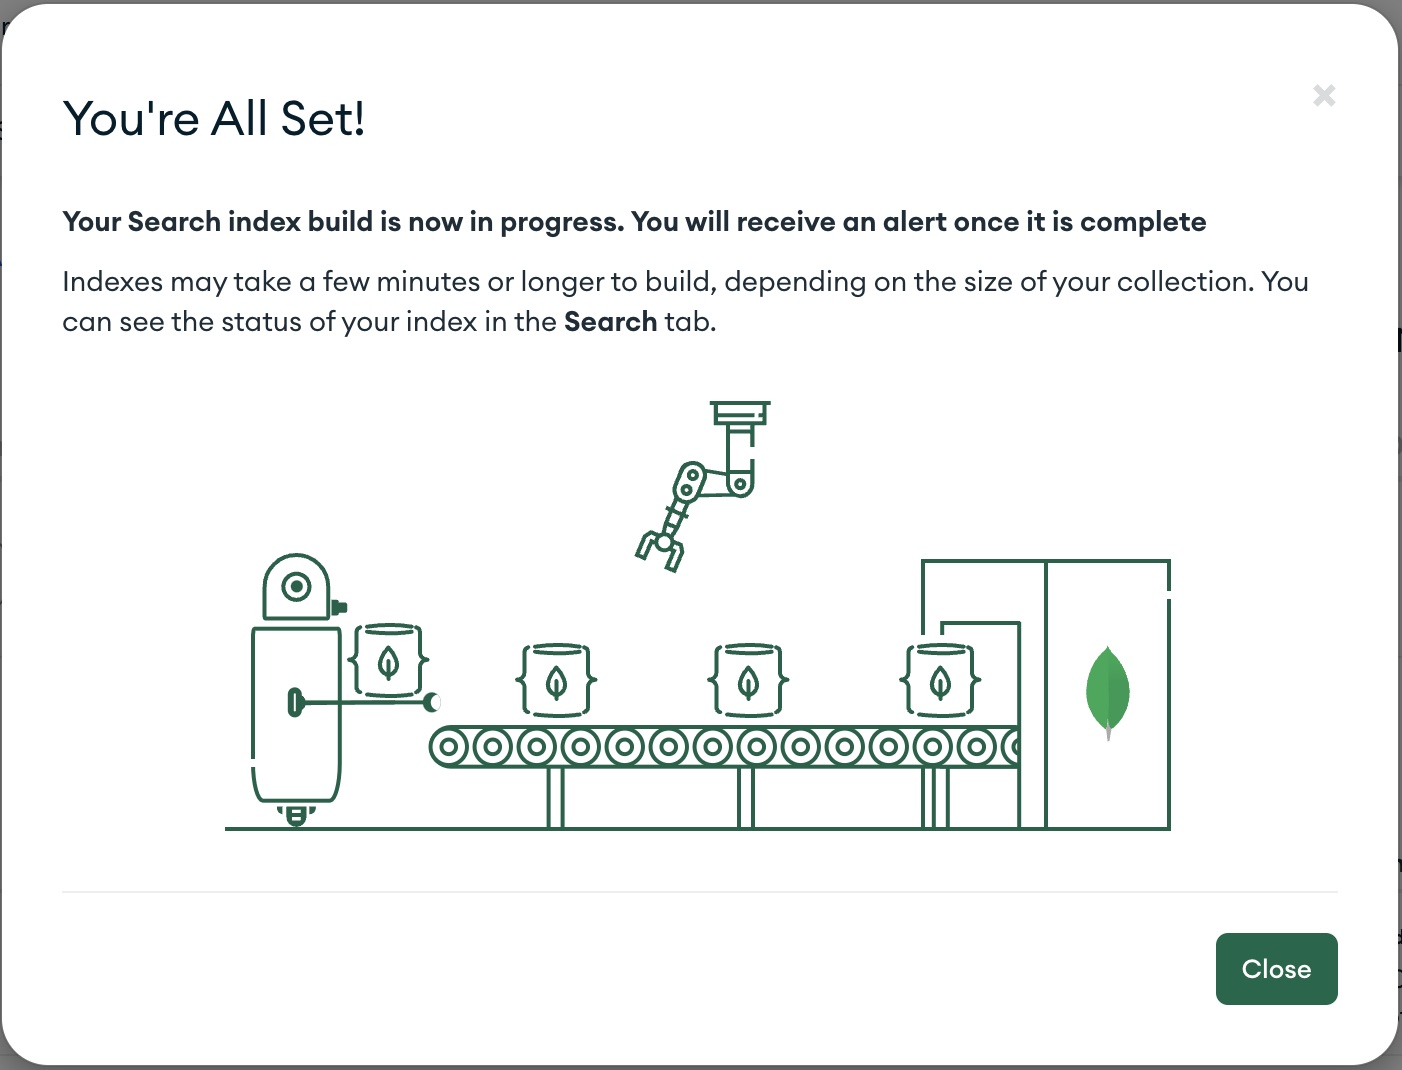 You're All Set!
Your Search index build is now in progress. You will receive an alert once it is complete
Indexes may take a few minutes or longer to build, depending on the size of your collection. You
can see the status of your index in the Search tab.
Close